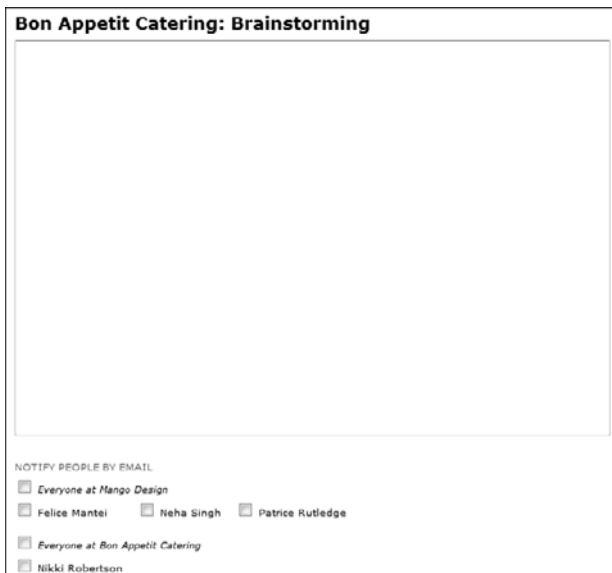 Bon Appetit Catering: Brainstorming
NOTIFY PEOPLE BY EMAIL
Everyone at Mango Design
Felice Mantei Neha Singh Patrice Rutledge
Everyone at Bon Appetit Catering
Nikki Robertson